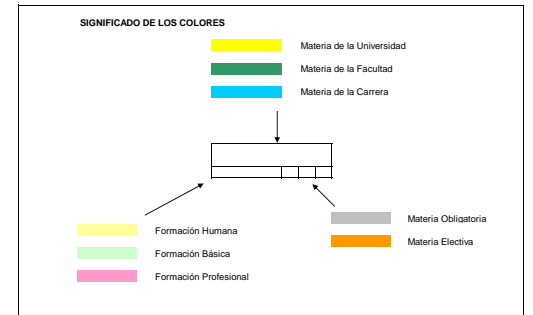 SIGNIFICADO DE LOS COLORES
Materia de la Universidad
Materia de la Facultad
Materia de la Carrera
Materia Obligatoria
Materia Electiva
Formación Humana
Formación Básica
Formación Profesional